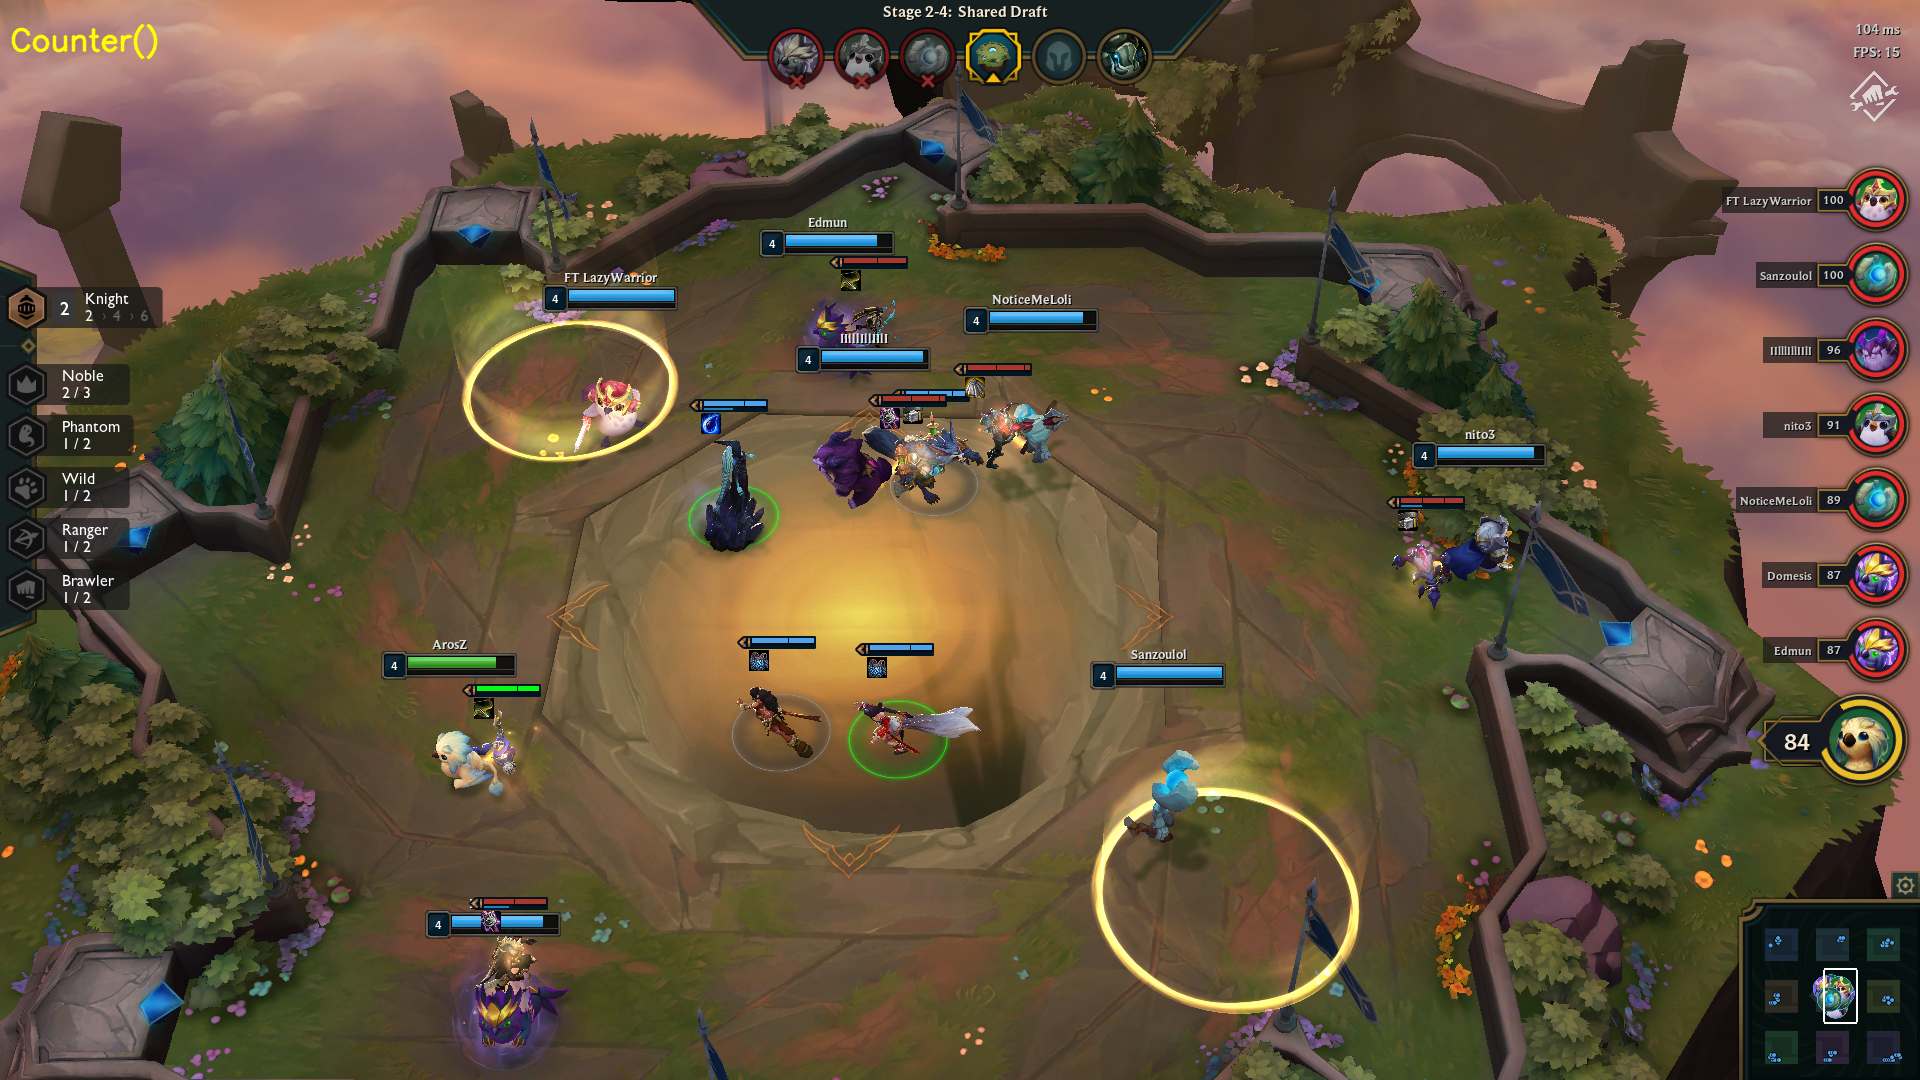 Counter()
Stage 2-4: Shared Draft
104 ms
FPS: 15
FT LazyWarrior 100
Sanzoulol 100
96
nito3 91
NoticeMeLoli 89
Domesis 87
Edmun 87
84
2 Knight
2 › 4 › 6
Noble
2 / 3
Phantom
1 / 2
Wild
1 / 2
Ranger
1 / 2
Brawler
1 / 2
Edmun
4
FT LazyWarrior
4
NoticeMeLoli
4
4
nito3
4
ArosZ
4
Sanzoulol
4
4